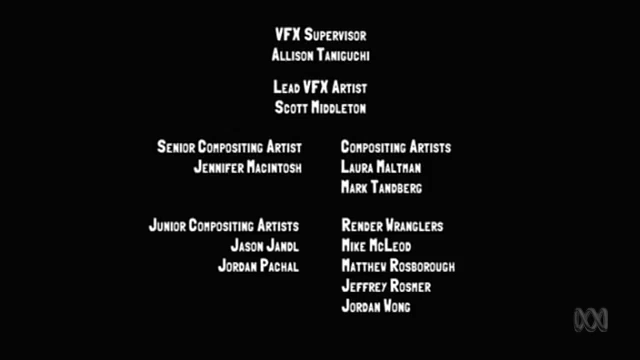 VFX Supervisor
Allison Taniguchi
Lead VFX Artist
Scott Middleton
Senior Compositing Artist
Jennifer Macintosh
Compositing Artists
Laura Maltman
Mark Tandberg
Junior Compositing Artists
Jason Jandl
Jordan Pachal
Render Wranglers
Mike McLeod
Matthew Rosborough
Jeffrey Rosmer
Jordan Wong